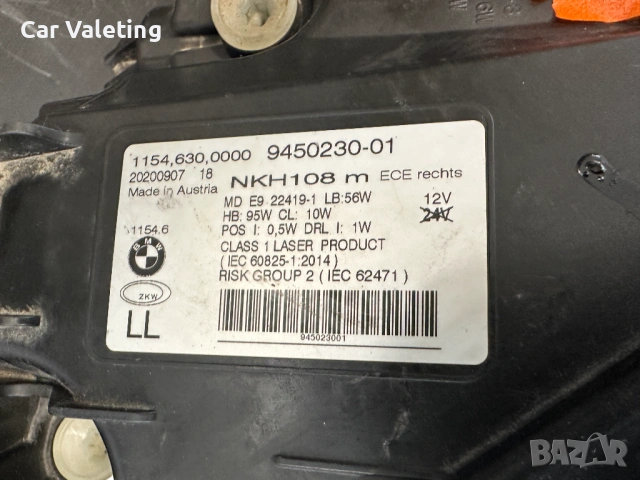 Car Valeting
1154,630,0000 9450230-01
20200907 18 NKH108 m ECE rechts
Made in Austria
MD E9 22419-1 LB:56W 12V
HB: 95W CL: 10W 24V
POS I: 0,5W DRL I: 1W
1154.6
CLASS 1 LASER PRODUCT
(IEC 60825-1:2014)
RISK GROUP 2 (IEC 62471)
BMW
ZKW
LL
945023001
BAZAR